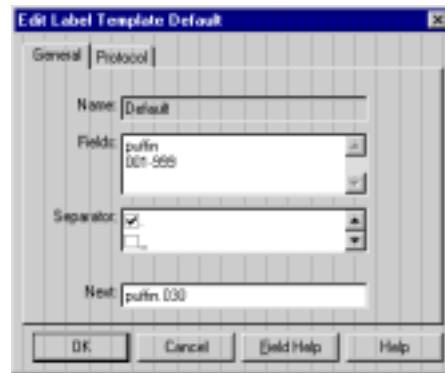 Edit Label Template Default
General Protocol
Name: Default
Fields: puffin
001-999
Separator: .
Next: puffin.030
OK Cancel Field Help Help